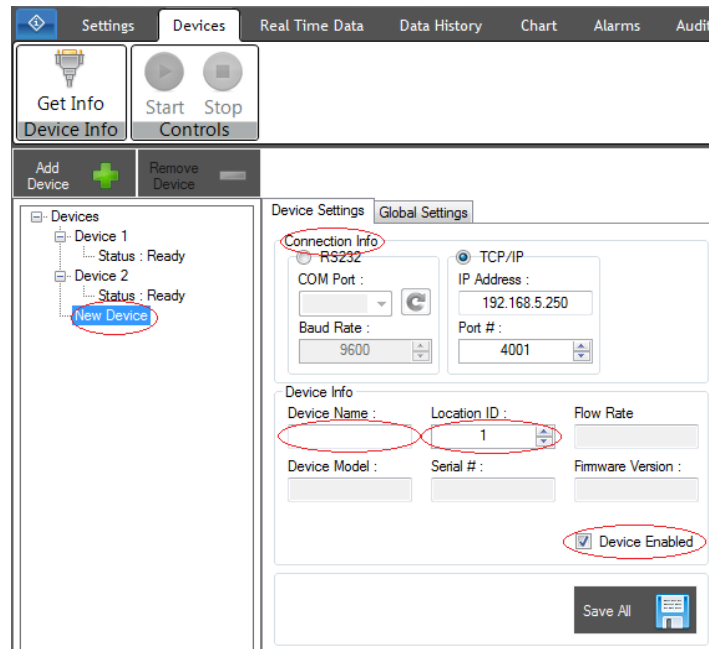 Settings Devices Real Time Data Data History Chart Alarms Audit
Get Info
Device Info
Start Stop
Controls
Add
Device
Remove
Device
Devices
Device 1
Status : Ready
Device 2
Status : Ready
New Device
Device Settings Global Settings
Connection Info
RS232
COM Port :
Baud Rate :
9600
TCP/IP
IP Address :
192.168.5.250
Port # :
4001
Device Info
Device Name : Location ID : Flow Rate
1
Device Model : Serial # : Firmware Version :
Device Enabled
Save All